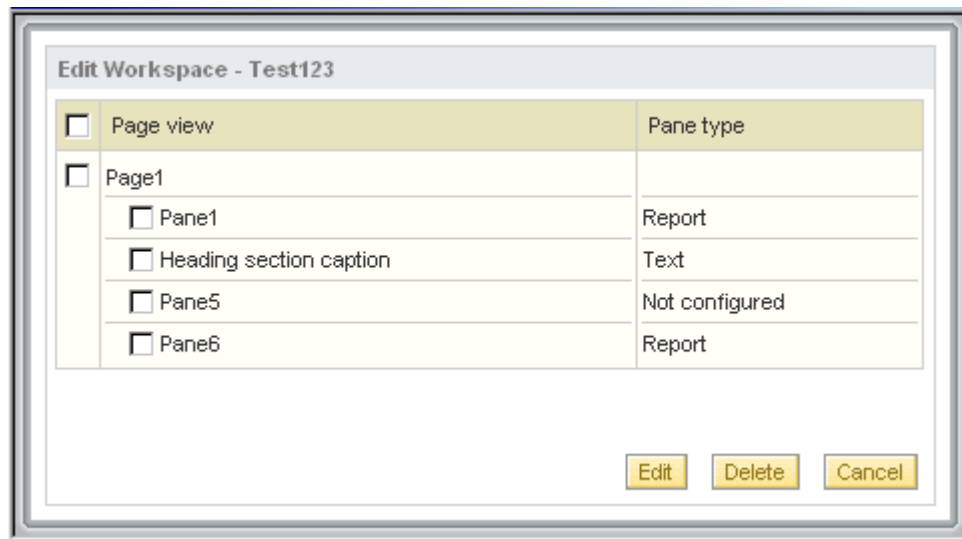 Edit Workspace - Test123
Page view Pane type
Page1
Pane1 Report
Heading section caption Text
Pane5 Not configured
Pane6 Report
Edit Delete Cancel